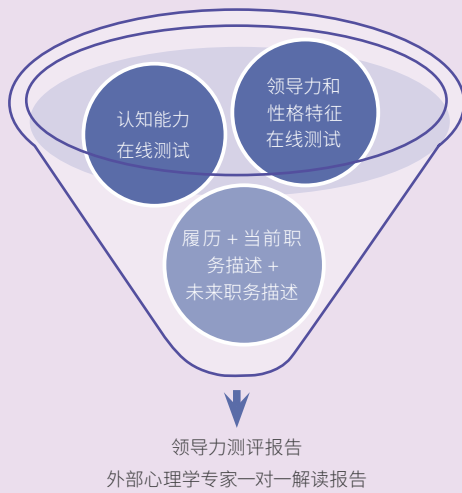 认知能力
在线测试
领导力和
性格特征
在线测试
履历 + 当前职
务描述 +
未来职务描述
领导力测评报告
外部心理学专家一对一解读报告